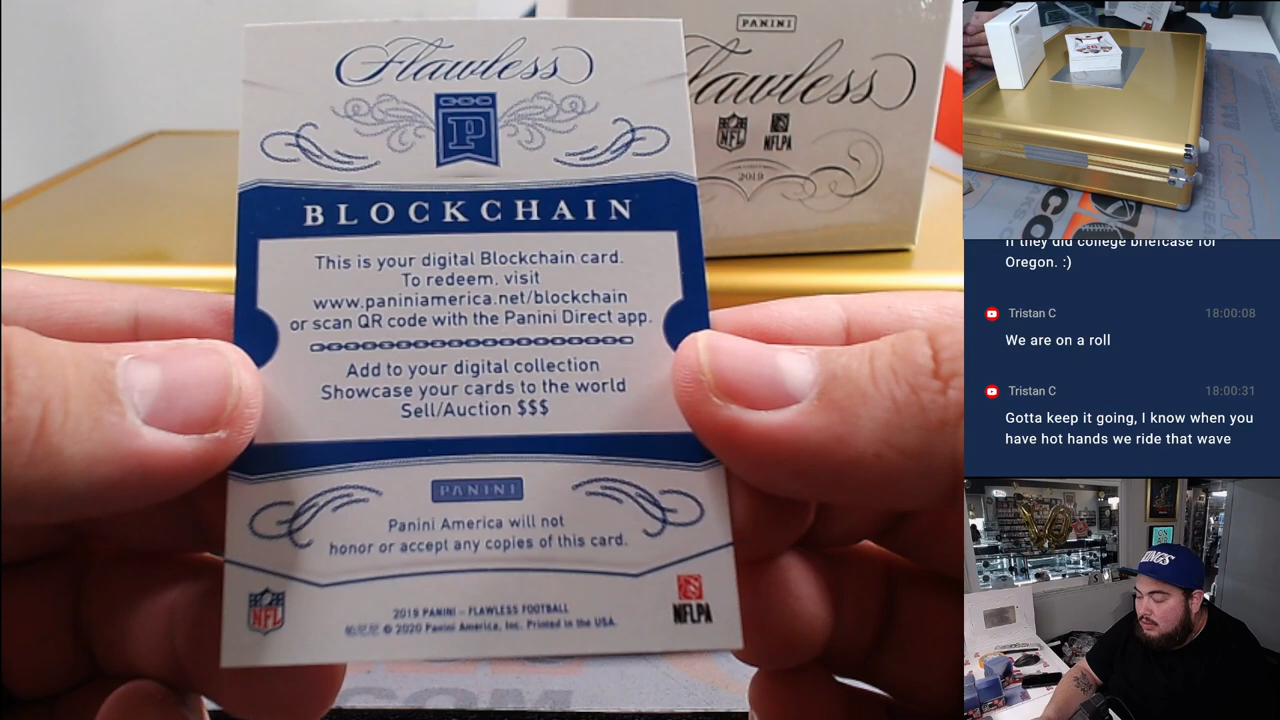 Flawless
P
BLOCKCHAIN
This is your digital Blockchain card.
To redeem. visit
www.paniniamerica.net/blockchain
or scan QR code with the Panini Direct app.
Add to your digital collection
Showcase your cards to the world
Sell/Auction $$$
PANINI
Panini America will not
honor or accept any copies of this card.
NFL
NFLPA
2019 PANINI – FLAWLESS FOOTBALL
© 2020 Panini America, Inc. Printed in the USA.
PANINI
Flawless
NFL
NFLPA
2019
.COM
Oregon. :)
Tristan C 18:00:08
We are on a roll
Tristan C 18:00:31
Gotta keep it going, I know when you
have hot hands we ride that wave
KINGS